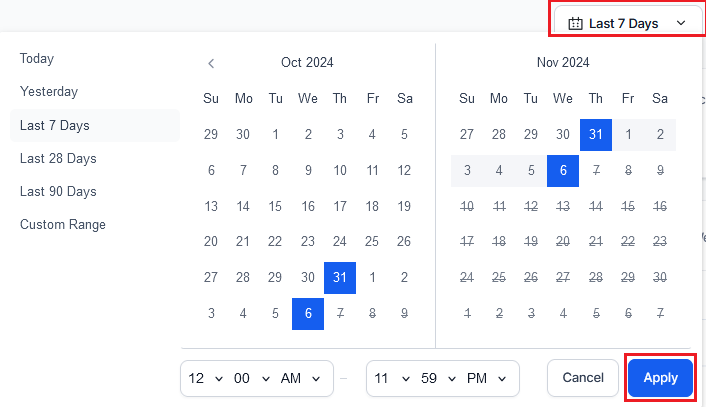 Last 7 Days
Today
Yesterday
Last 7 Days
Last 28 Days
Last 90 Days
Custom Range
Oct 2024
Su Mo Tu We Th Fr Sa
29 30 1 2 3 4 5
6 7 8 9 10 11 12
13 14 15 16 17 18 19
20 21 22 23 24 25 26
27 28 29 30 31 1 2
3 4 5 6 7 8 9
Nov 2024
Su Mo Tu We Th Fr Sa
27 28 29 30 31 1 2
3 4 5 6 7 8 9
10 11 12 13 14 15 16
17 18 19 20 21 22 23
24 25 26 27 28 29 30
1 2 3 4 5 6 7
12 00 AM – 11 59 PM
Cancel Apply